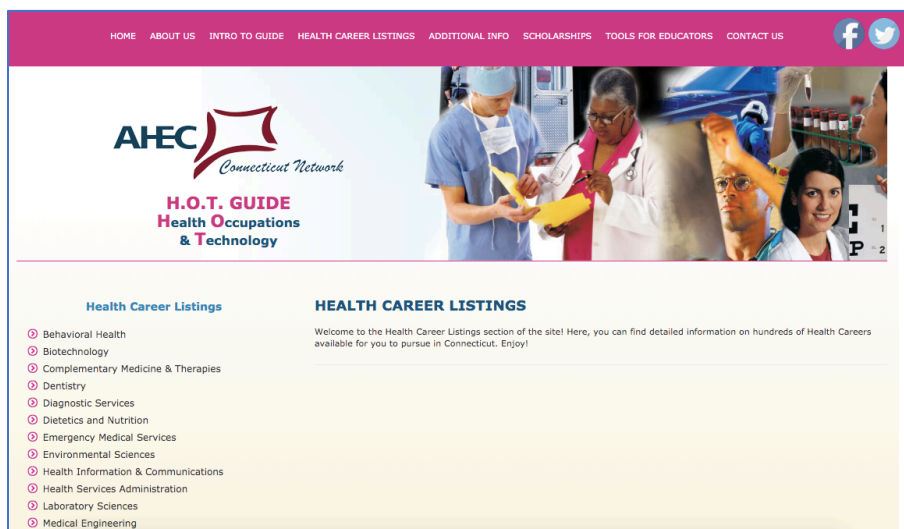 HOME ABOUT US INTRO TO GUIDE HEALTH CAREER LISTINGS ADDITIONAL INFO SCHOLARSHIPS TOOLS FOR EDUCATORS CONTACT US
f
AHEC
Connecticut Network
H.O.T. GUIDE
Health Occupations
& Technology
1
P 2
Health Career Listings
Behavioral Health
Biotechnology
Complementary Medicine & Therapies
Dentistry
Diagnostic Services
Dietetics and Nutrition
Emergency Medical Services
Environmental Sciences
Health Information & Communications
Health Services Administration
Laboratory Sciences
Medical Engineering
HEALTH CAREER LISTINGS
Welcome to the Health Career Listings section of the site! Here, you can find detailed information on hundreds of Health Careers
available for you to pursue in Connecticut. Enjoy!